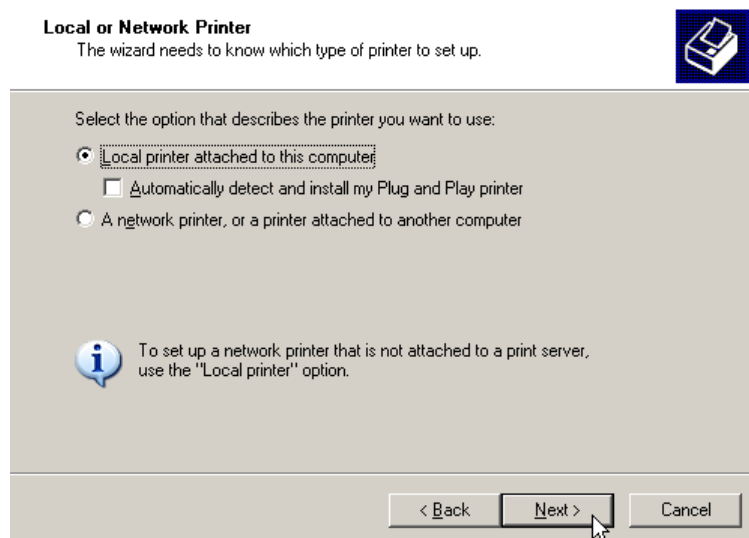 Local or Network Printer
The wizard needs to know which type of printer to set up.
Select the option that describes the printer you want to use:
Local printer attached to this computer
Automatically detect and install my Plug and Play printer
A network printer, or a printer attached to another computer
To set up a network printer that is not attached to a print server,
use the "Local printer" option.
< Back Next > Cancel